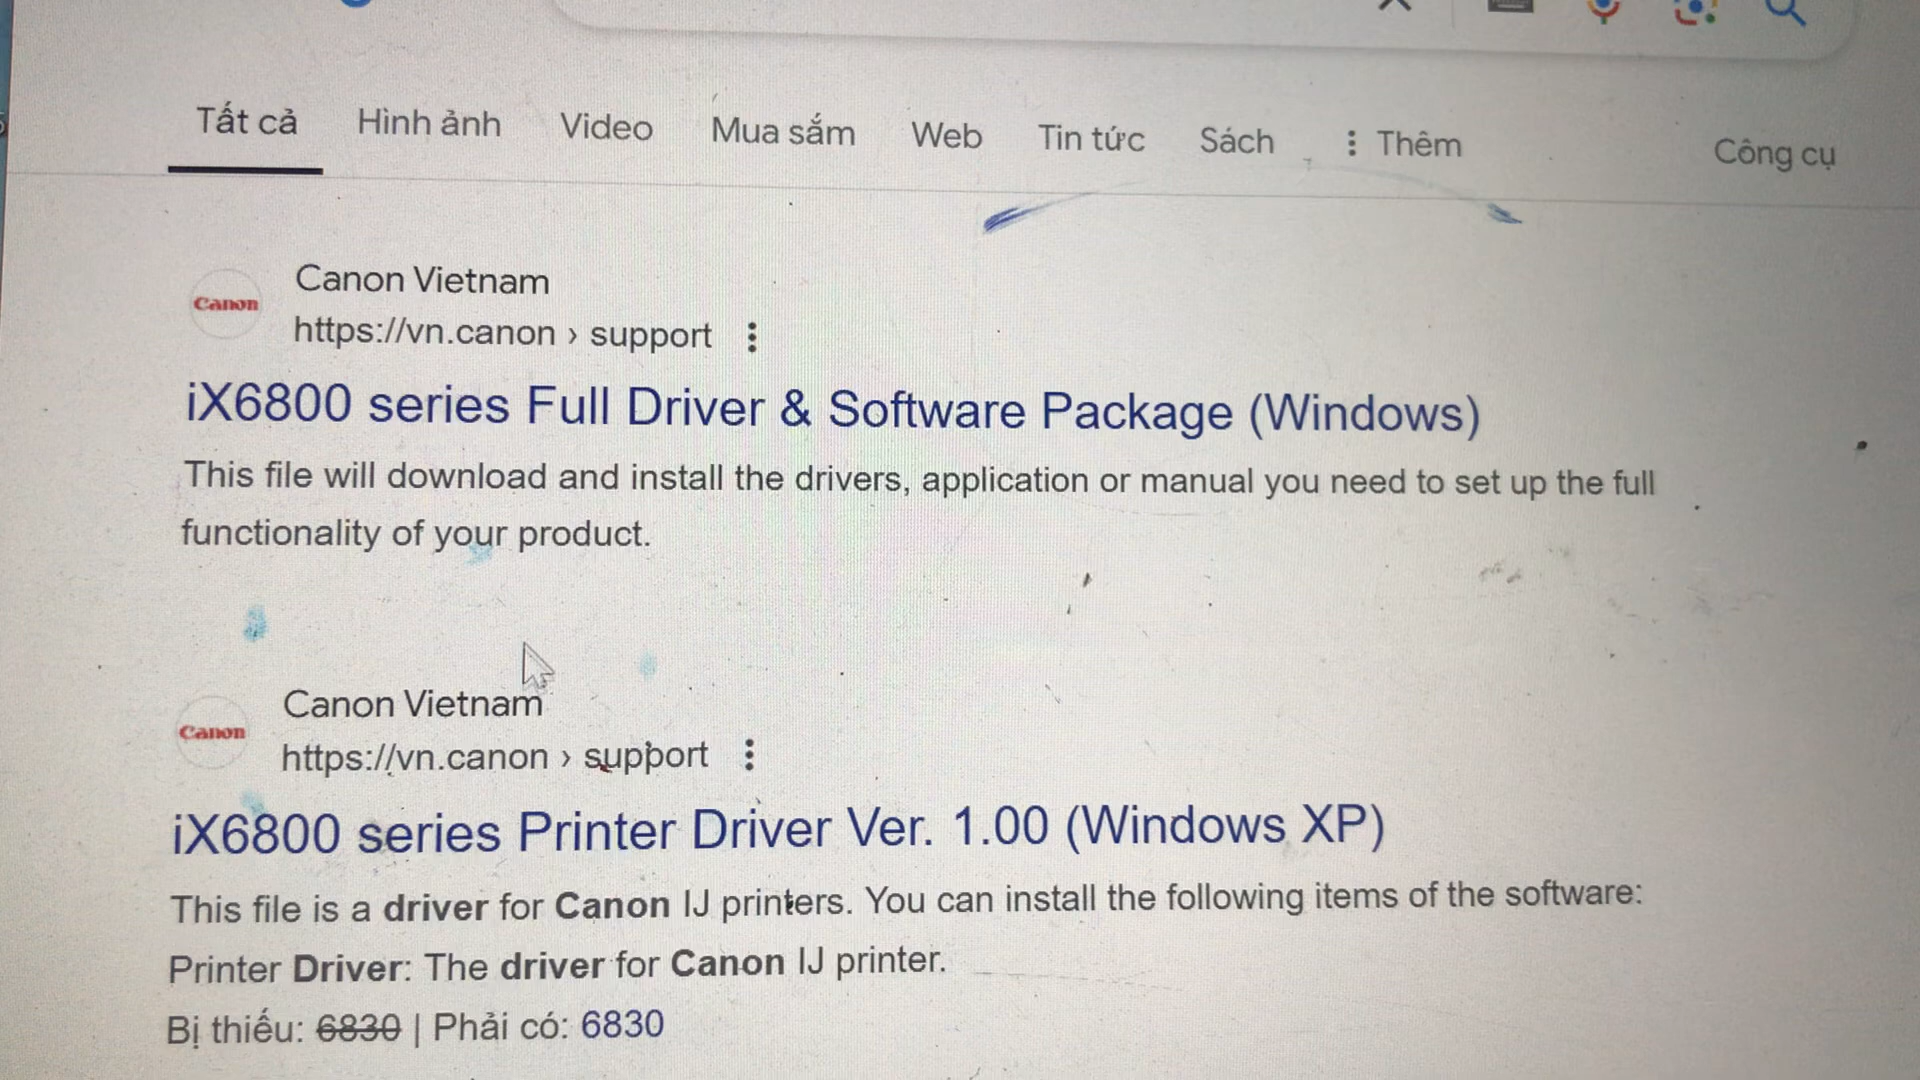 Tất cả
Hình ảnh
Video
Mua sắm
Web
Tin tức
Sách
Thêm
Công cụ
Canon
Canon Vietnam
https://vn.canon › support
iX6800 series Full Driver & Software Package (Windows)
This file will download and install the drivers, application or manual you need to set up the full
functionality of your product.
Canon
Canon Vietnam
https://vn.canon › support
iX6800 series Printer Driver Ver. 1.00 (Windows XP)
This file is a driver for Canon IJ printers. You can install the following items of the software:
Printer Driver: The driver for Canon IJ printer.
Bị thiếu: 6830 | Phải có: 6830